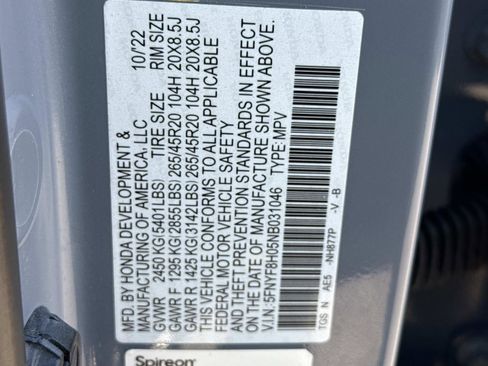 MFD. BY HONDA DEVELOPMENT & 10/22
MANUFACTURING OF AMERICA, LLC
GVWR 2450 KG(5401LBS) TIRE SIZE RIM SIZE
GAWR F 1295 KG(2855LBS) 265/45R20 104H 20X8.5J
GAWR R 1425 KG(3142LBS) 265/45R20 104H 20X8.5J
THIS VEHICLE CONFORMS TO ALL APPLICABLE
FEDERAL MOTOR VEHICLE SAFETY
AND THEFT PREVENTION STANDARDS IN EFFECT
ON THE DATE OF MANUFACTURE SHOWN ABOVE.
V.I.N.:5FNYF8H05NB031046 TYPE:MPV
TGS N AE5 -NH877P -V -B
Spireon